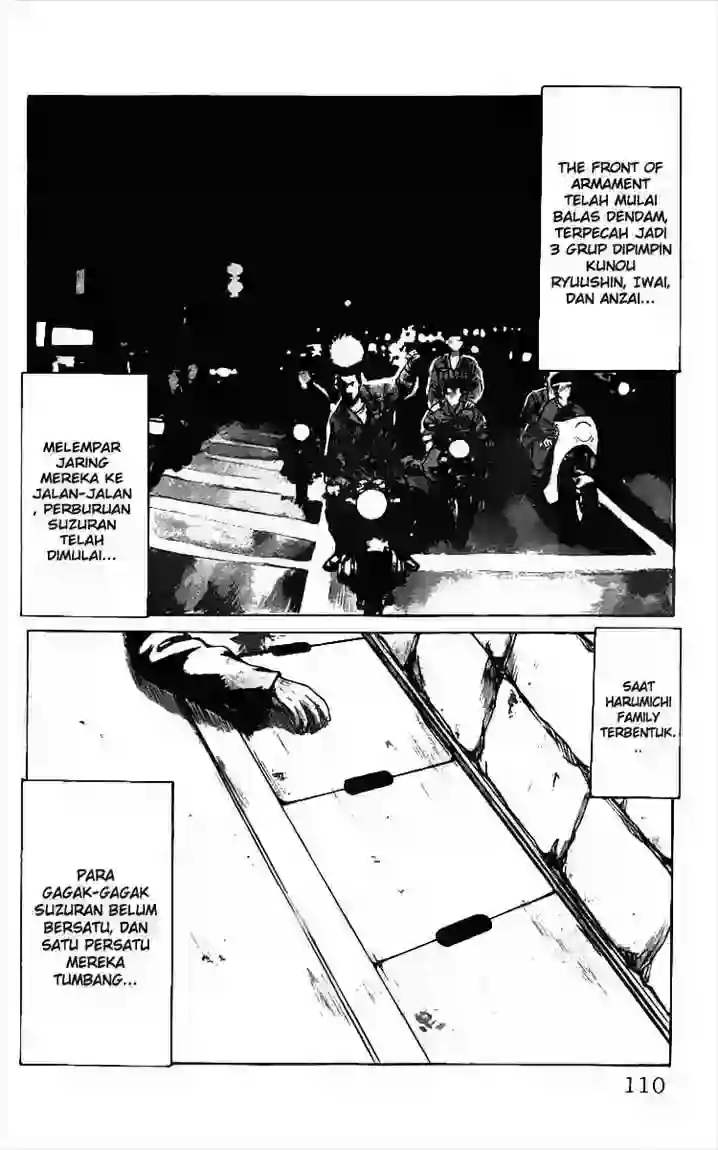 THE FRONT OF
ARMAMENT
TELAH MULAI
BALAS DENDAM,
TERPECAH JADI
3 GRUP DIPIMPIN
KUNOU
RYUUSHIN, IWAI,
DAN ANZAI...
MELEMPAR
JARING
MEREKA KE
JALAN-JALAN
, PERBURUAN
SUZURAN
TELAH
DIMULAI...
SAAT
HARUMICHI
FAMILY
TERBENTUK.
..
PARA
GAGAK-GAGAK
SUZURAN BELUM
BERSATU, DAN
SATU PERSATU
MEREKA
TUMBANG...
110